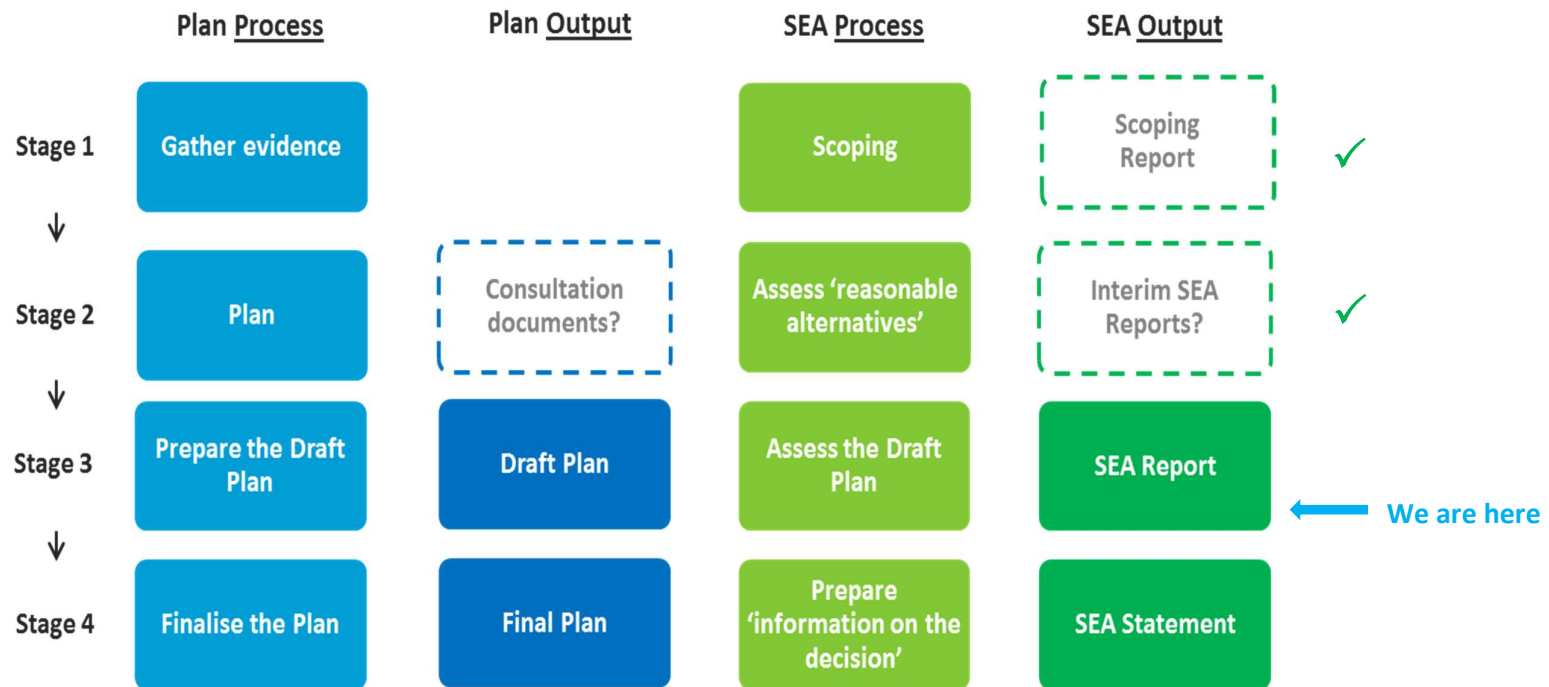 Plan Process
Plan Output
SEA Process
SEA Output
Stage 1
Gather evidence
Scoping
Scoping
Report
✓
↓
Stage 2
Plan
Consultation
documents?
Assess ‘reasonable
alternatives’
Interim SEA
Reports?
✓
↓
Stage 3
Prepare the Draft
Plan
Draft Plan
Assess the Draft
Plan
SEA Report
We are here
↓
Stage 4
Finalise the Plan
Final Plan
Prepare
‘information on the
decision’
SEA Statement